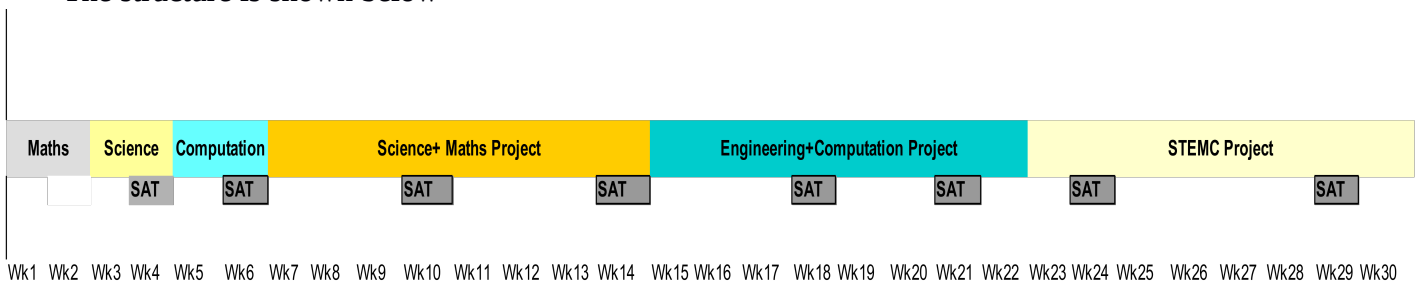 Maths Science Computation Science+ Maths Project Engineering+Computation Project STEMC Project
SAT SAT SAT SAT SAT SAT SAT SAT
Wk1 Wk2 Wk3 Wk4 Wk5 Wk6 Wk7 Wk8 Wk9 Wk10 Wk11 Wk12 Wk13 Wk14 Wk15 Wk16 Wk17 Wk18 Wk19 Wk20 Wk21 Wk22 Wk23 Wk24 Wk25 Wk26 Wk27 Wk28 Wk29 Wk30